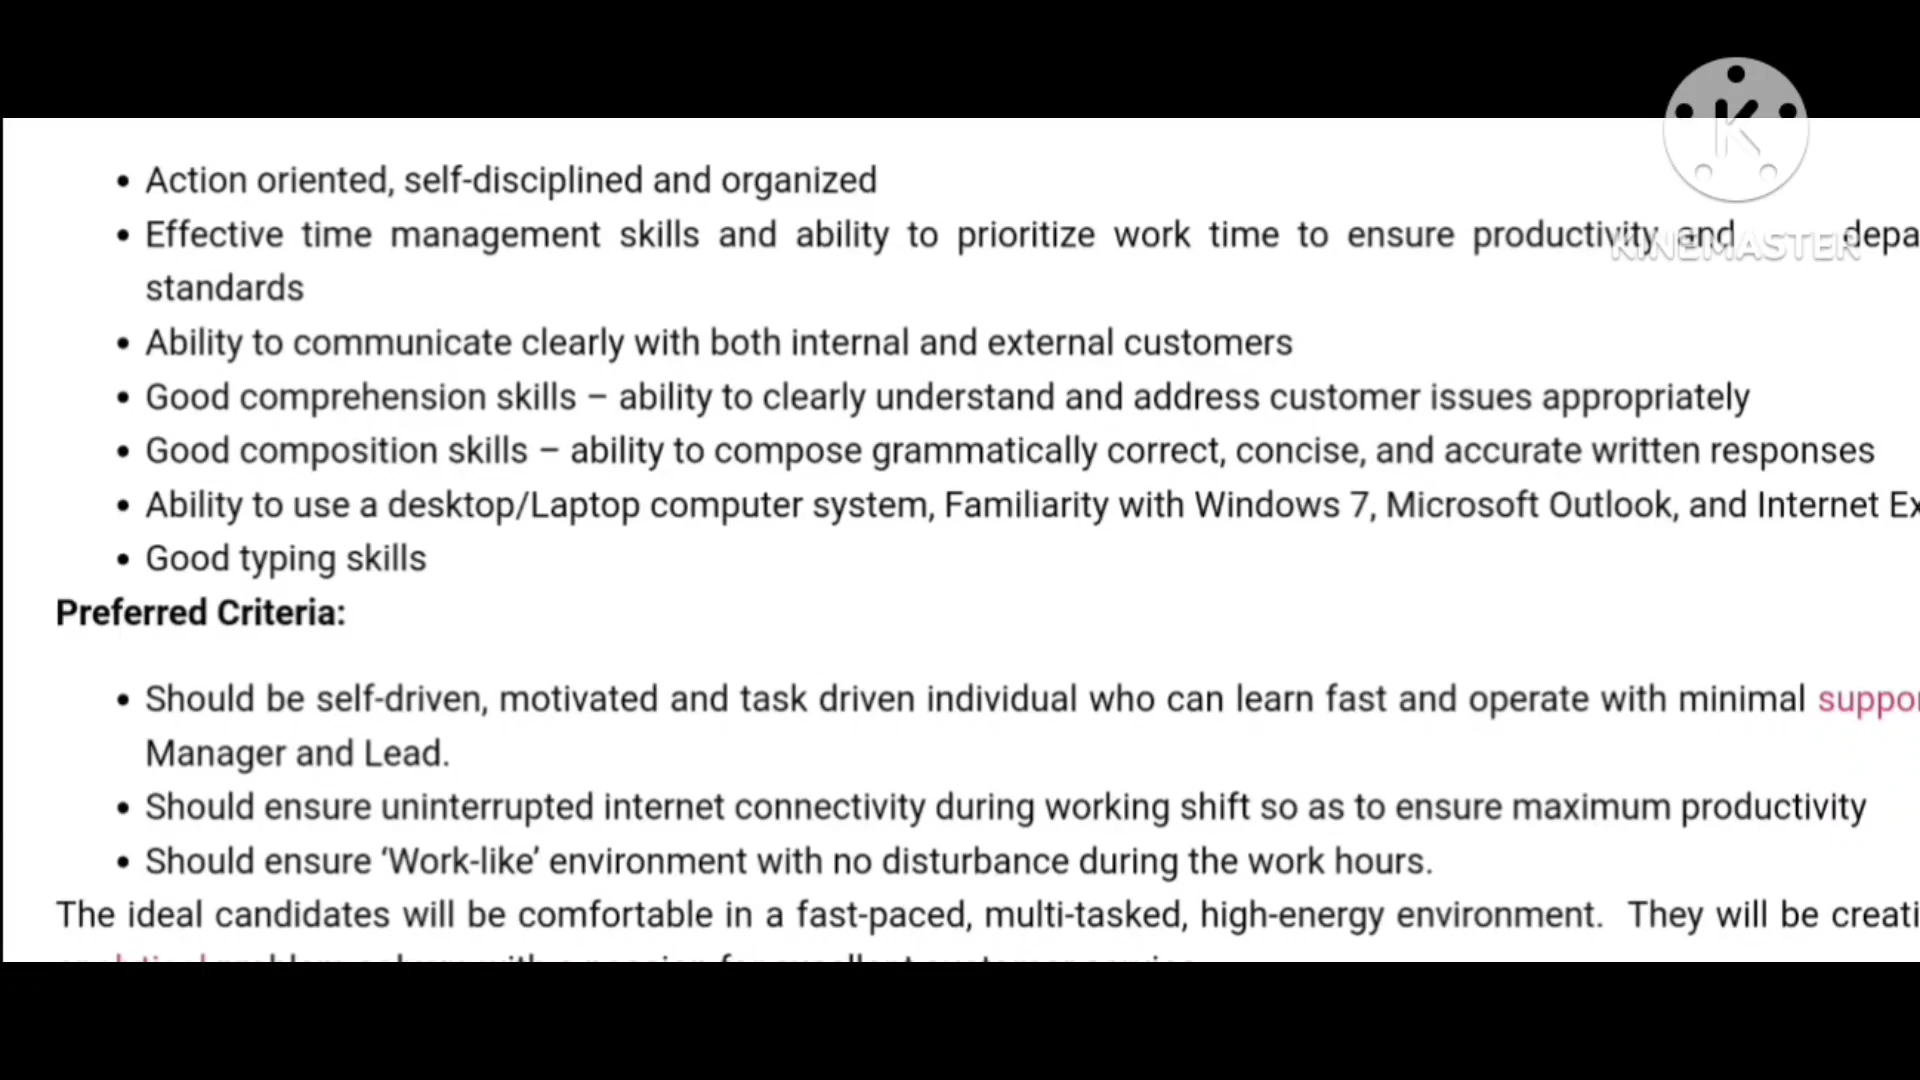 • Action oriented, self-disciplined and organized
• Effective time management skills and ability to prioritize work time to ensure productivity and depa
standards
• Ability to communicate clearly with both internal and external customers
• Good comprehension skills – ability to clearly understand and address customer issues appropriately
• Good composition skills – ability to compose grammatically correct, concise, and accurate written responses
• Ability to use a desktop/Laptop computer system, Familiarity with Windows 7, Microsoft Outlook, and Internet Ex
• Good typing skills
Preferred Criteria:
• Should be self-driven, motivated and task driven individual who can learn fast and operate with minimal suppor
Manager and Lead.
• Should ensure uninterrupted internet connectivity during working shift so as to ensure maximum productivity
• Should ensure ‘Work-like’ environment with no disturbance during the work hours.
The ideal candidates will be comfortable in a fast-paced, multi-tasked, high-energy environment. They will be creati
K
KINEMASTER